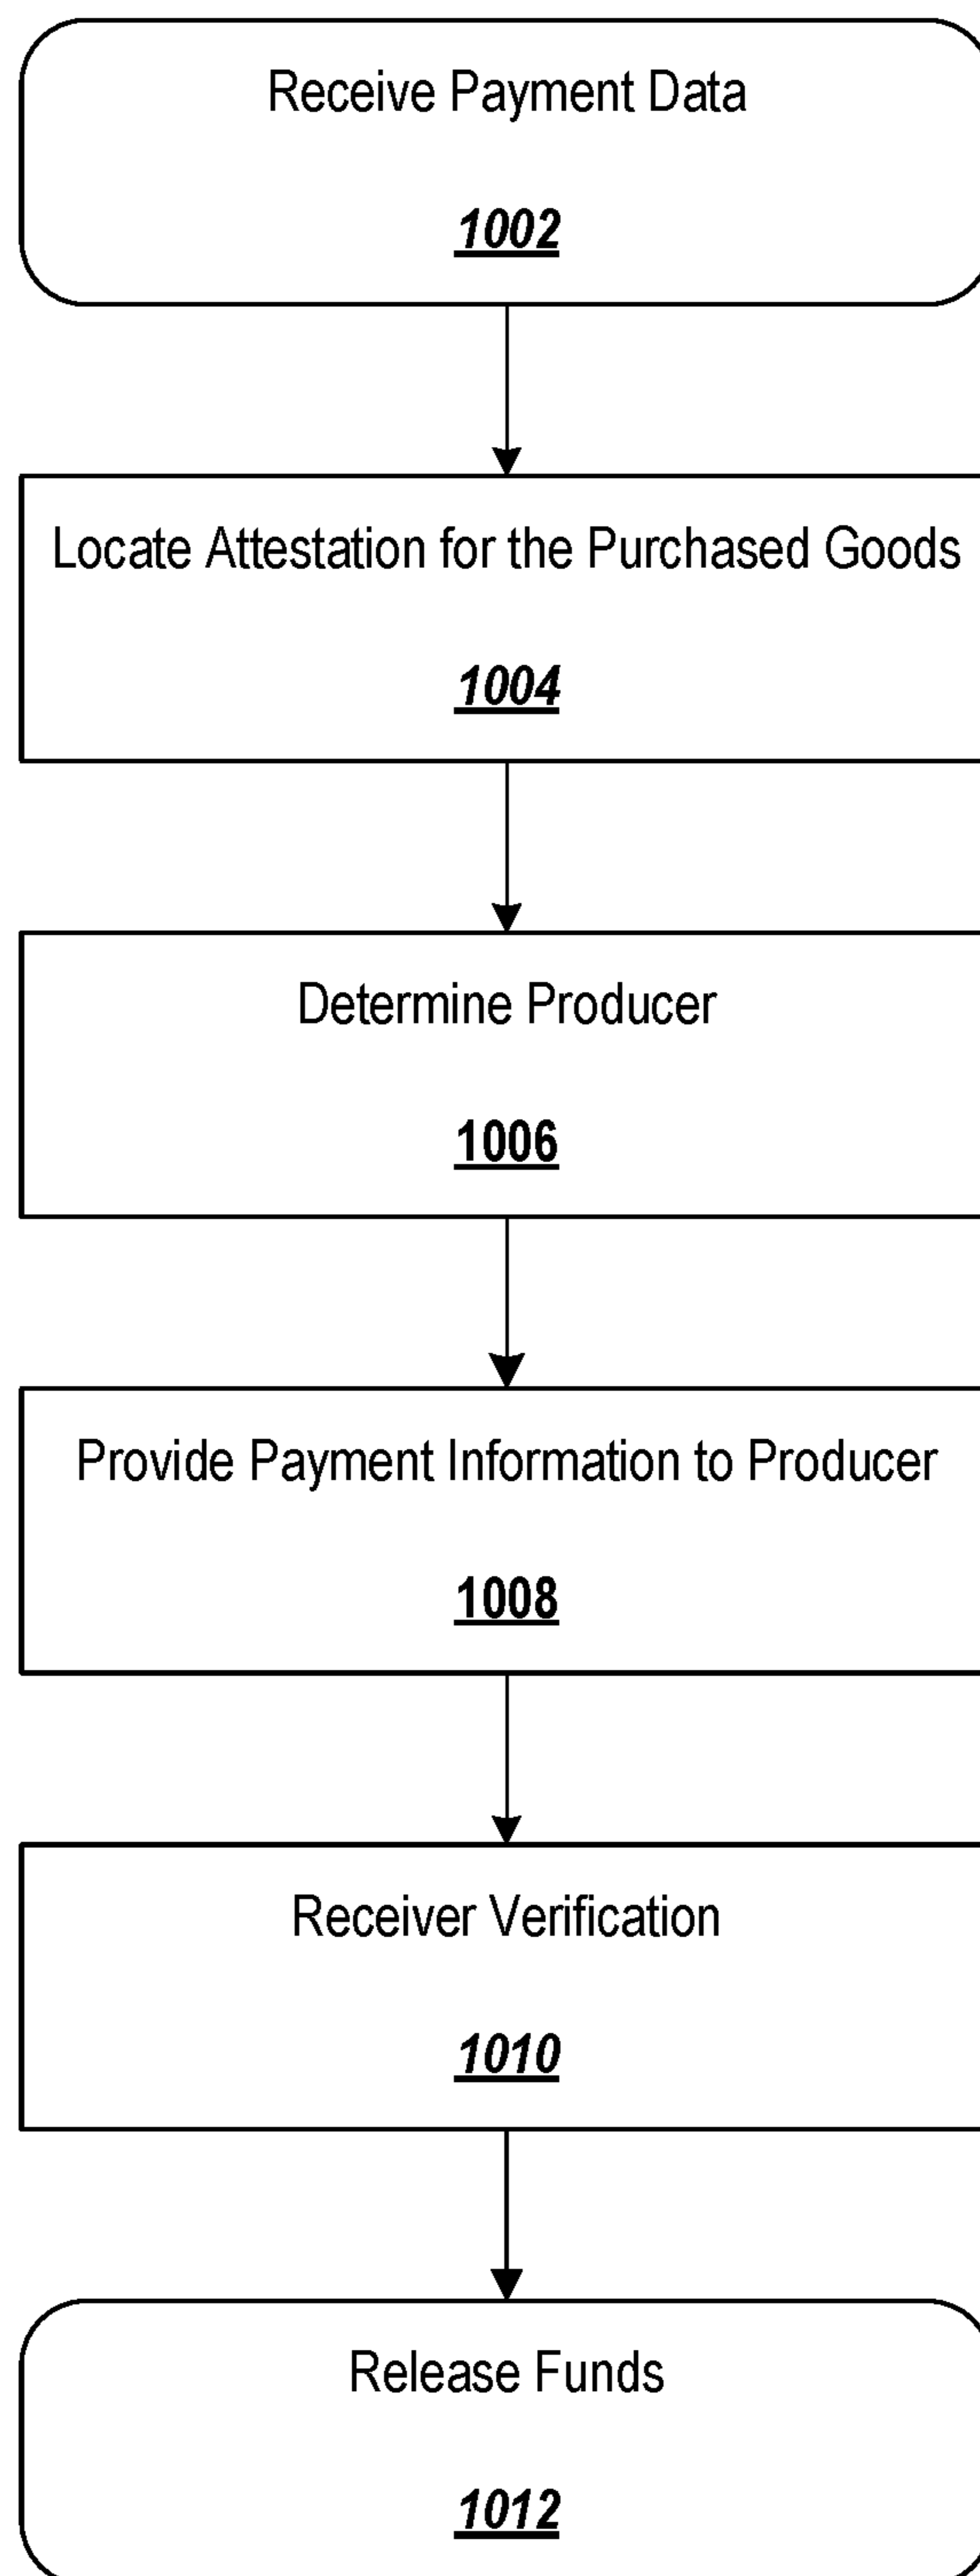 Receive Payment Data
1002
Locate Attestation for the Purchased Goods
1004
Determine Producer
1006
Provide Payment Information to Producer
1008
Receiver Verification
1010
Release Funds
1012